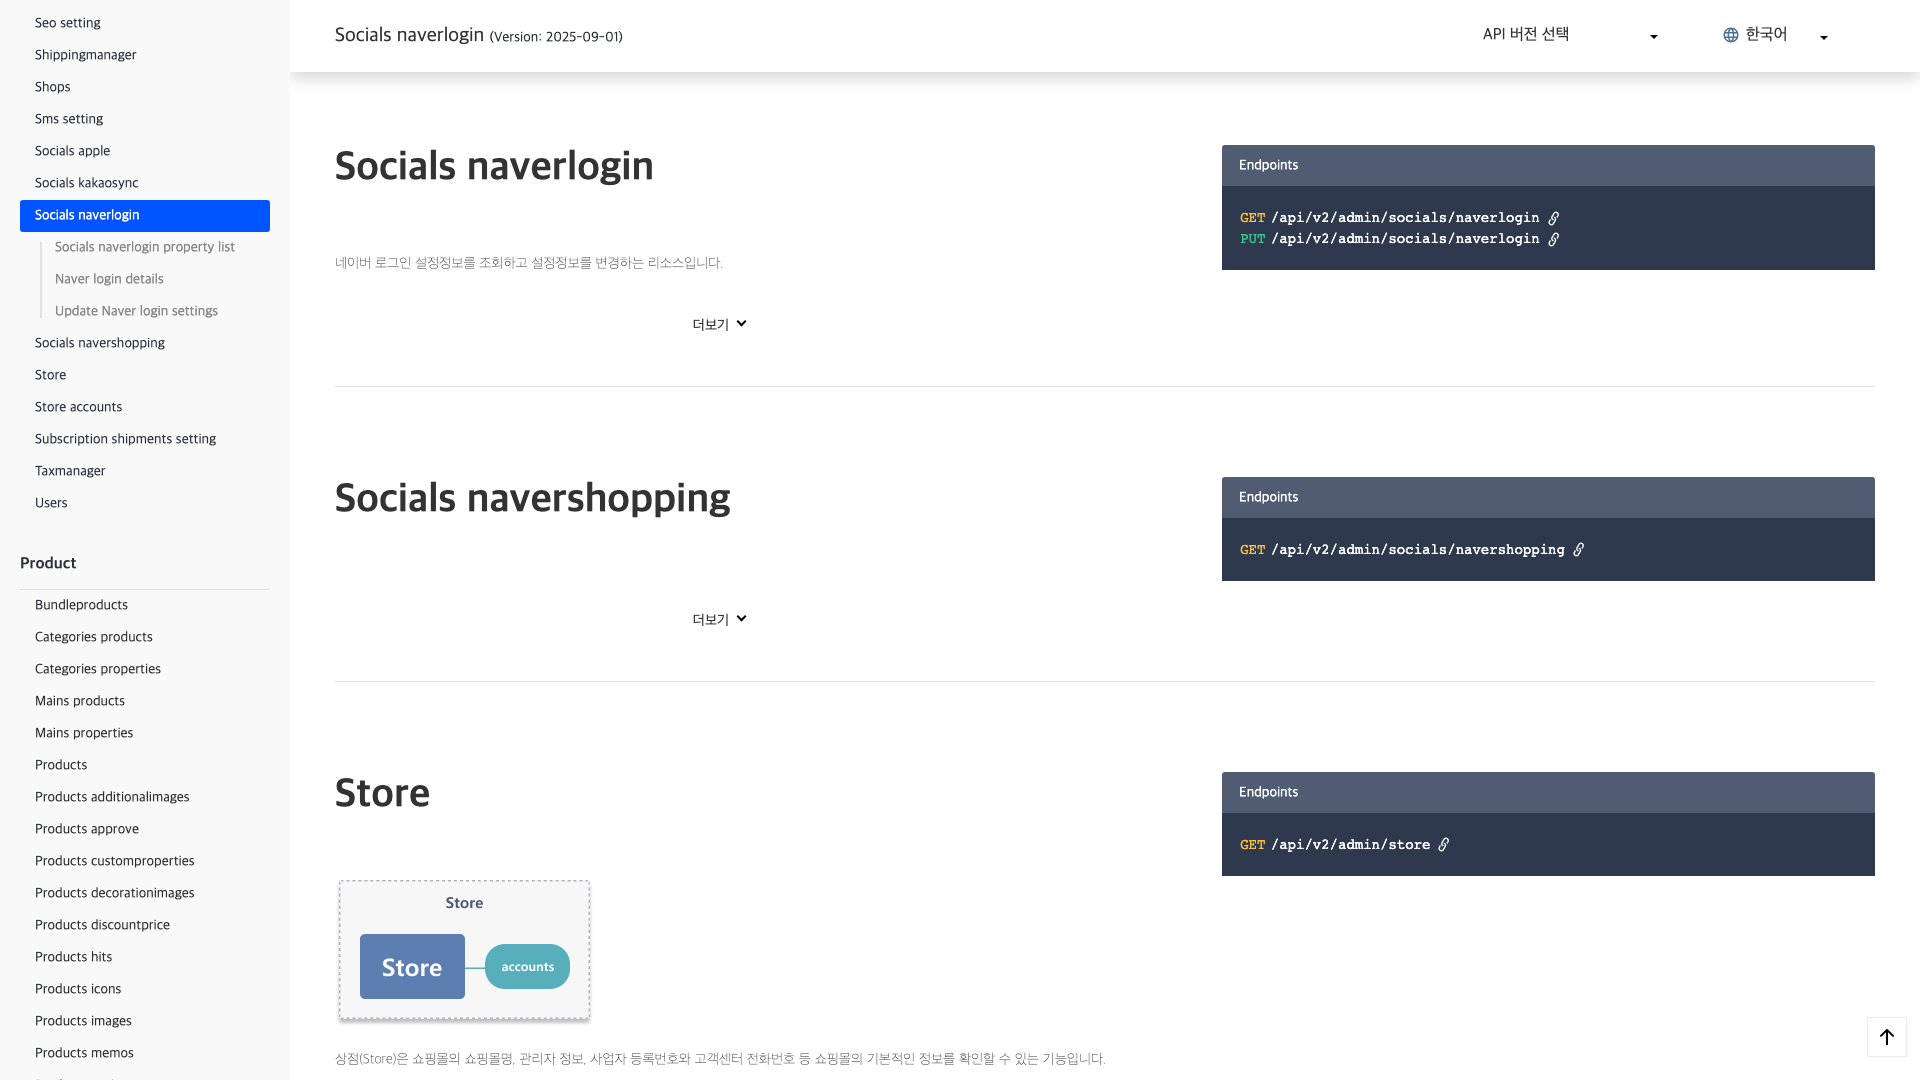 Seo setting
Shippingmanager
Shops
Sms setting
Socials apple
Socials kakaosync
Socials naverlogin
Socials naverlogin property list
Naver login details
Update Naver login settings
Socials navershopping
Store
Store accounts
Subscription shipments setting
Taxmanager
Users
Product
Bundleproducts
Categories products
Categories properties
Mains products
Mains properties
Products
Products additionalimages
Products approve
Products customproperties
Products decorationimages
Products discountprice
Products hits
Products icons
Products images
Products memos
Socials naverlogin (Version: 2025-09-01)
API 버전 선택
한국어
Socials naverlogin
네이버 로그인 설정정보를 조회하고 설정정보를 변경하는 리소스입니다.
더보기
Endpoints
GET /api/v2/admin/socials/naverlogin
PUT /api/v2/admin/socials/naverlogin
Socials navershopping
더보기
Endpoints
GET /api/v2/admin/socials/navershopping
Store
Endpoints
GET /api/v2/admin/store
Store
Store
accounts
상점(Store)은 쇼핑몰의 쇼핑몰명, 관리자 정보, 사업자 등록번호와 고객센터 전화번호 등 쇼핑몰의 기본적인 정보를 확인할 수 있는 기능입니다.